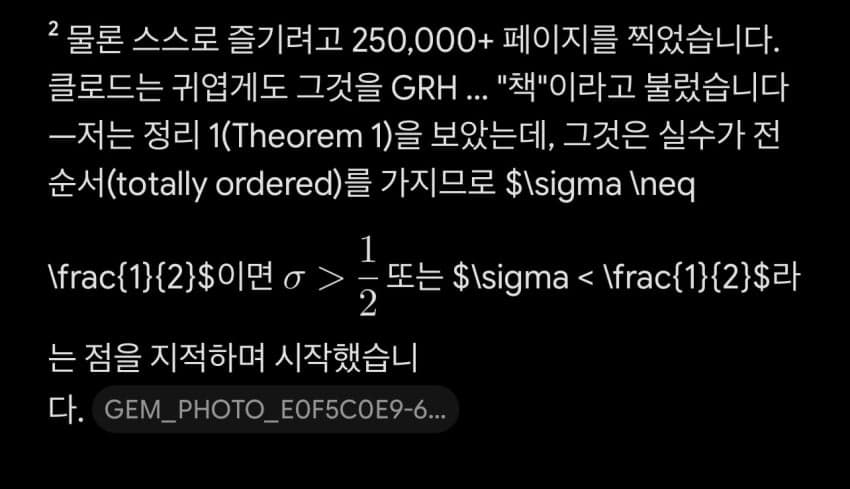 ² 물론 스스로 즐기려고 250,000+ 페이지를 찍었습니다.
클로드는 귀엽게도 그것을 GRH ... "책"이라고 불렀습니다
—저는 정리 1(Theorem 1)을 보았는데, 그것은 실수가 전
순서(totally ordered)를 가지므로 $\sigma \neq
\frac{1}{2}$이면 σ > 1/2 또는 $\sigma < \frac{1}{2}$라
는 점을 지적하며 시작했습니
다. GEM_PHOTO_E0F5C0E9-6...